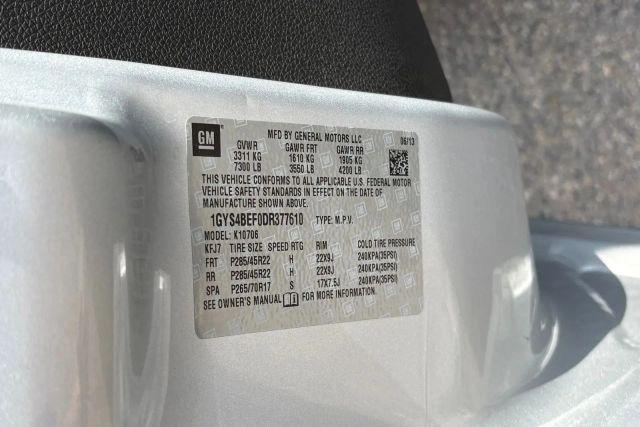 GM
MFD BY GENERAL MOTORS LLC 06/13
GVWR GAWR FRT GAWR RR
3311 KG 1610 KG 1905 KG
7300 LB 3550 LB 4200 LB
THIS VEHICLE CONFORMS TO ALL APPLICABLE U.S. FEDERAL MOTOR
VEHICLE SAFETY STANDARDS IN EFFECT ON THE DATE OF
MANUFACTURE SHOWN ABOVE.
1GYS4BEF0DR377610 TYPE: M.P.V.
MODEL: K10706
KFJ7 TIRE SIZE SPEED RTG RIM COLD TIRE PRESSURE
FRT P285/45R22 H 22X9J 240KPA(35PSI)
RR P285/45R22 H 22X9J 240KPA(35PSI)
SPA P265/70R17 S 17X7.5J 240KPA(35PSI)
SEE OWNER'S MANUAL FOR MORE INFORMATION.